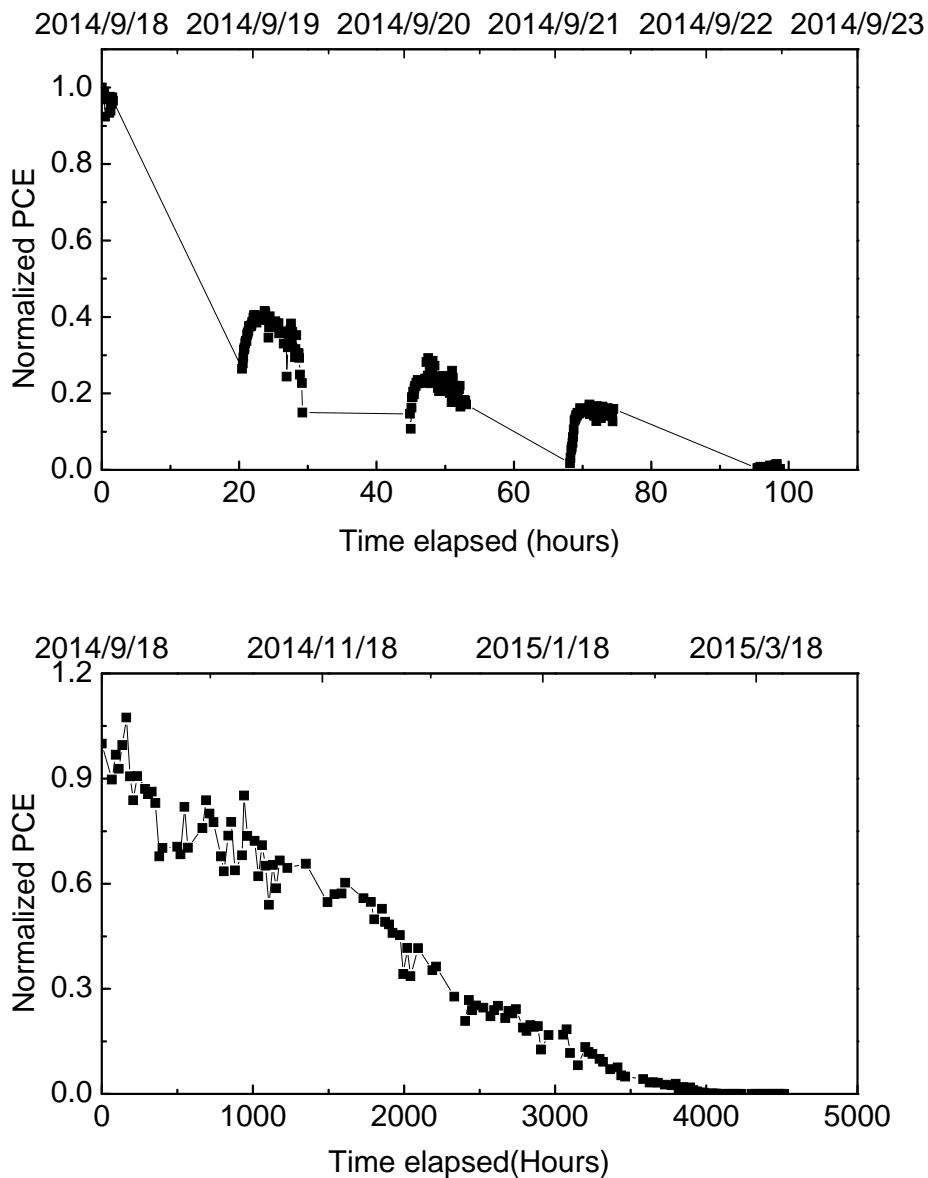 2014/9/18 2014/9/19 2014/9/20 2014/9/21 2014/9/22 2014/9/23
1.0
0.8
0.6
0.4
0.2
0.0
Normalized PCE
0 20 40 60 80 100
Time elapsed (hours)
2014/9/18 2014/11/18 2015/1/18 2015/3/18
1.2
0.9
0.6
0.3
0.0
Normalized PCE
0 1000 2000 3000 4000 5000
Time elapsed(Hours)